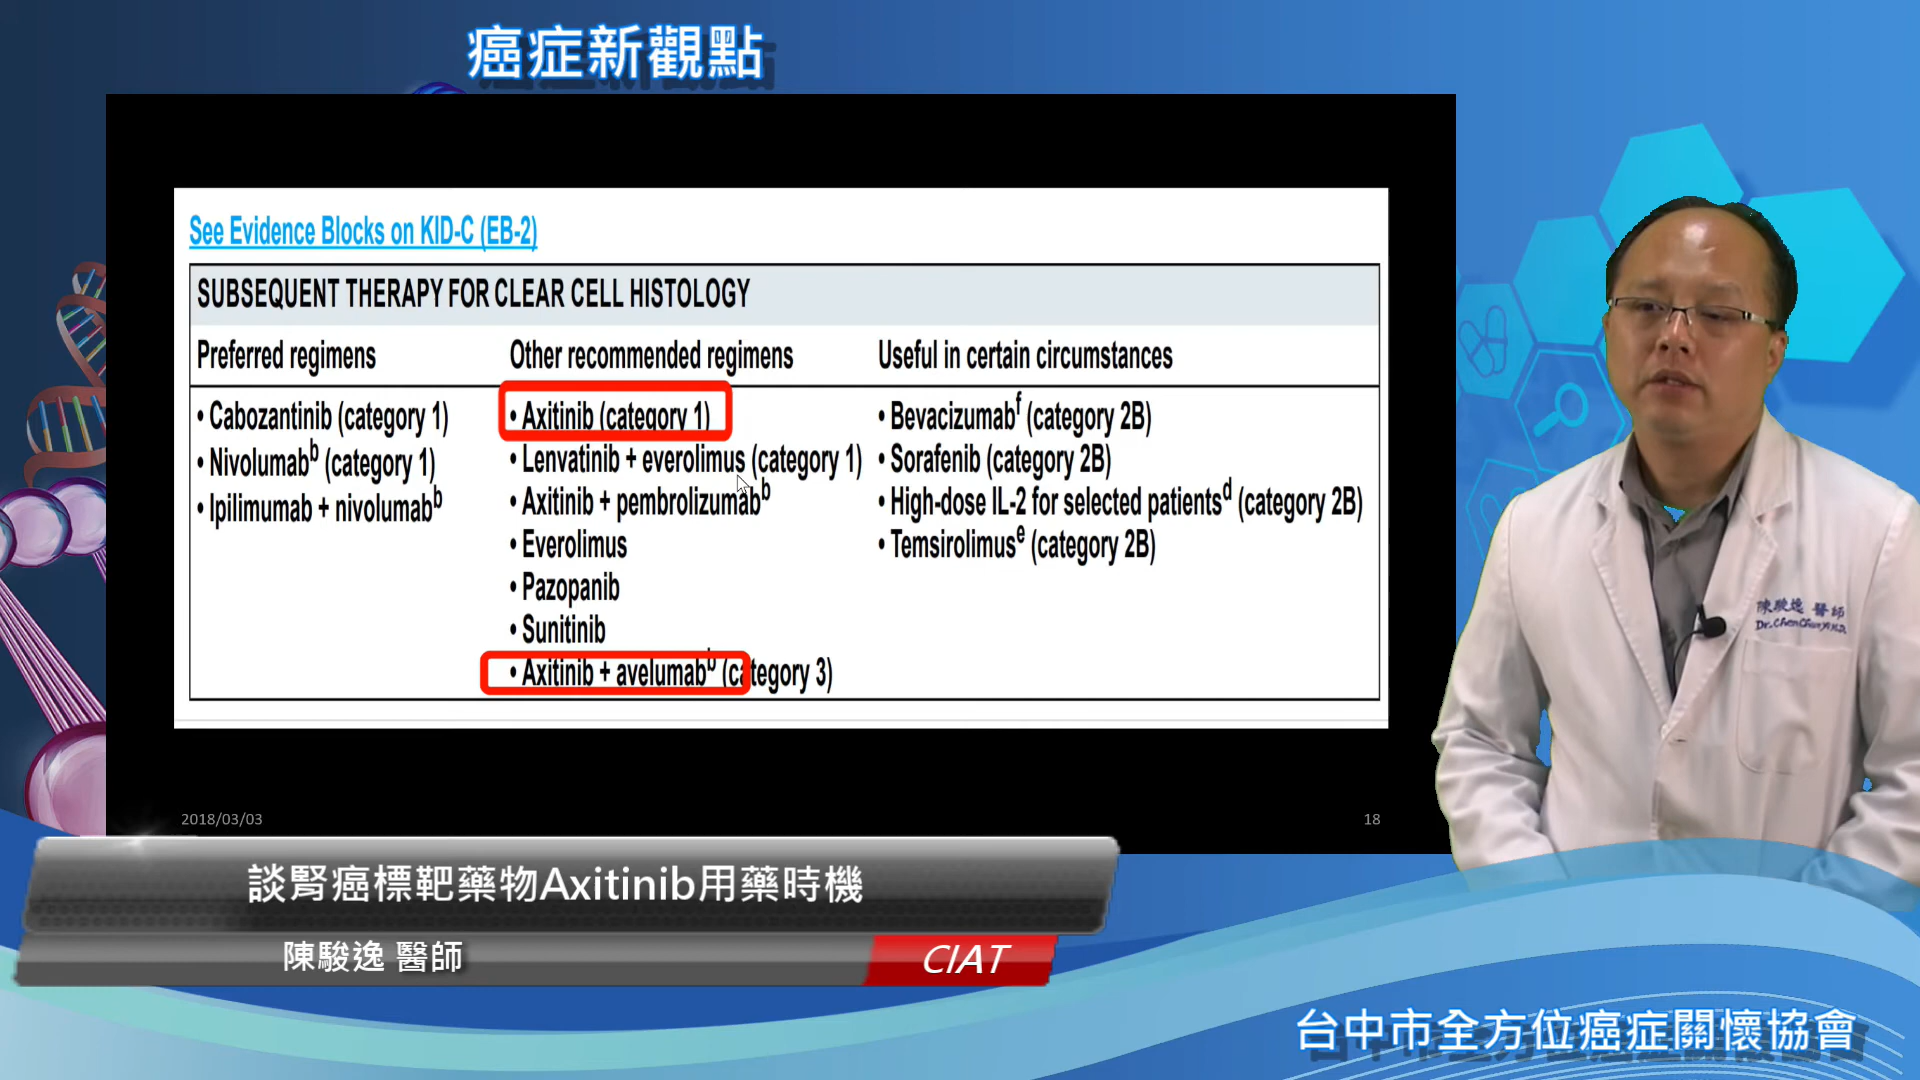 癌症新觀點
See Evidence Blocks on KID-C (EB-2)
SUBSEQUENT THERAPY FOR CLEAR CELL HISTOLOGY
Preferred regimens
• Cabozantinib (category 1)
• Nivolumabᵇ (category 1)
• Ipilimumab + nivolumabᵇ
Other recommended regimens
• Axitinib (category 1)
• Lenvatinib + everolimus (category 1)
• Axitinib + pembrolizumabᵇ
• Everolimus
• Pazopanib
• Sunitinib
• Axitinib + avelumabᵇ (category 3)
Useful in certain circumstances
• Bevacizumabᶠ (category 2B)
• Sorafenib (category 2B)
• High-dose IL-2 for selected patientsᵈ (category 2B)
• Temsirolimusᵉ (category 2B)
陳駿逸 醫師
2018/03/03
18
談腎癌標靶藥物Axitinib用藥時機
陳駿逸 醫師
CIAT
台中市全方位癌症關懷協會